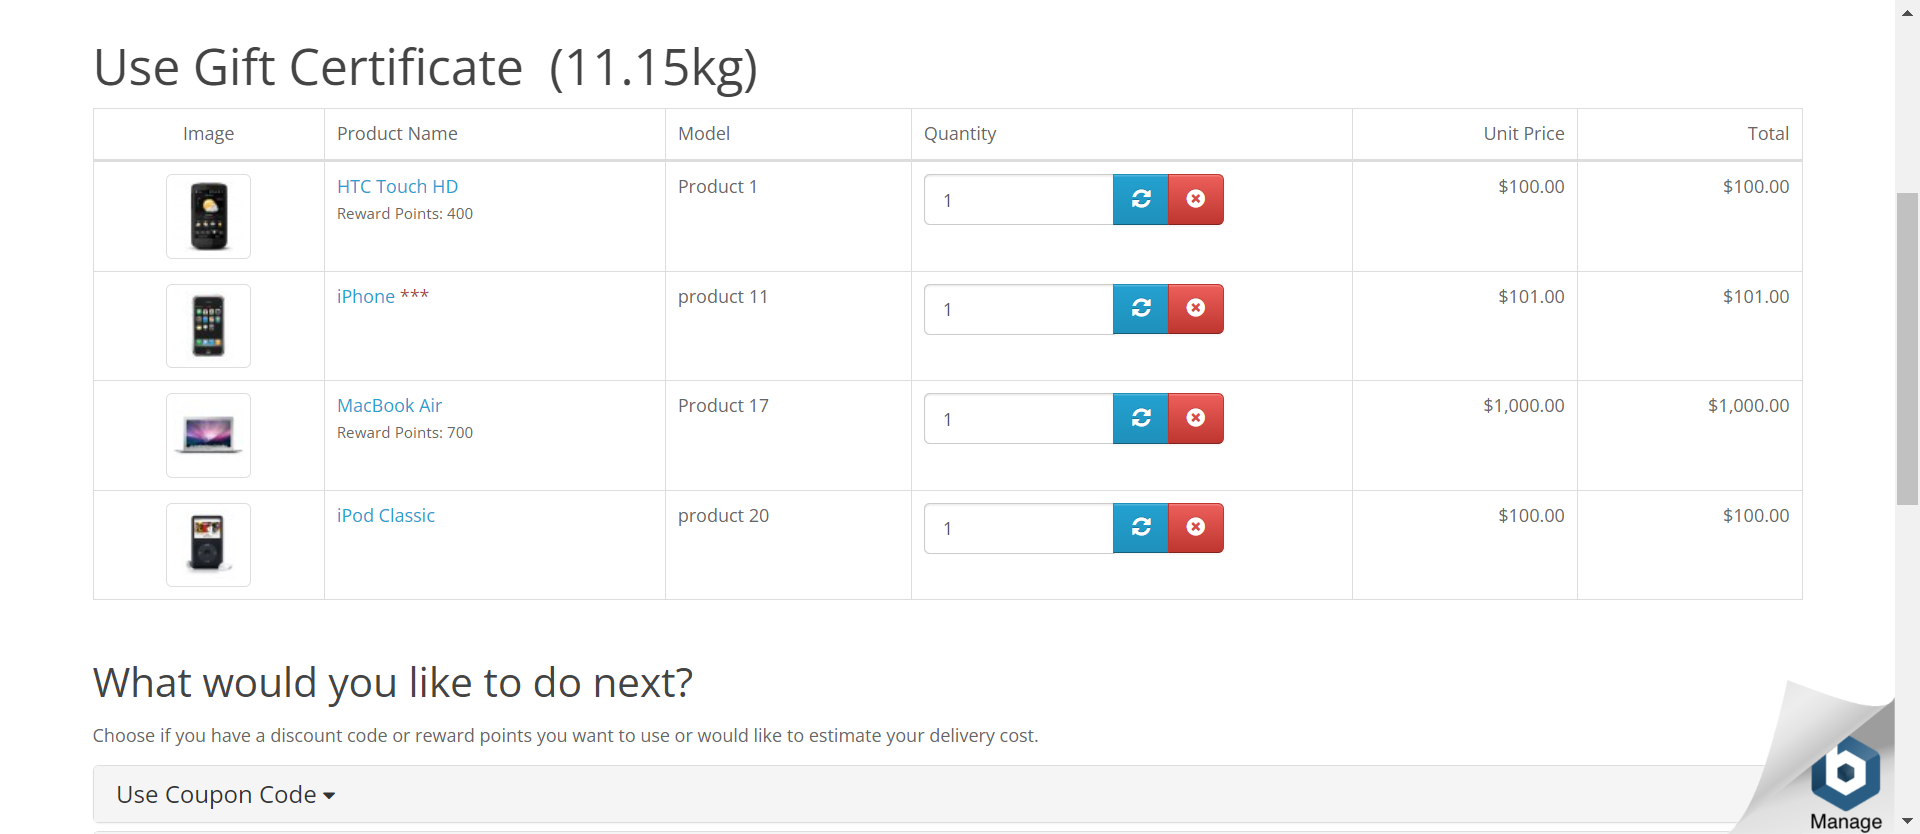 Use Gift Certificate  (11.15kg)
Image Product Name Model Quantity Unit Price Total
HTC Touch HD Product 1 1 $100.00 $100.00
Reward Points: 400
iPhone *** product 11 1 $101.00 $101.00
MacBook Air Product 17 1 $1,000.00 $1,000.00
Reward Points: 700
iPod Classic product 20 1 $100.00 $100.00
What would you like to do next?
Choose if you have a discount code or reward points you want to use or would like to estimate your delivery cost.
Use Coupon Code
Manage